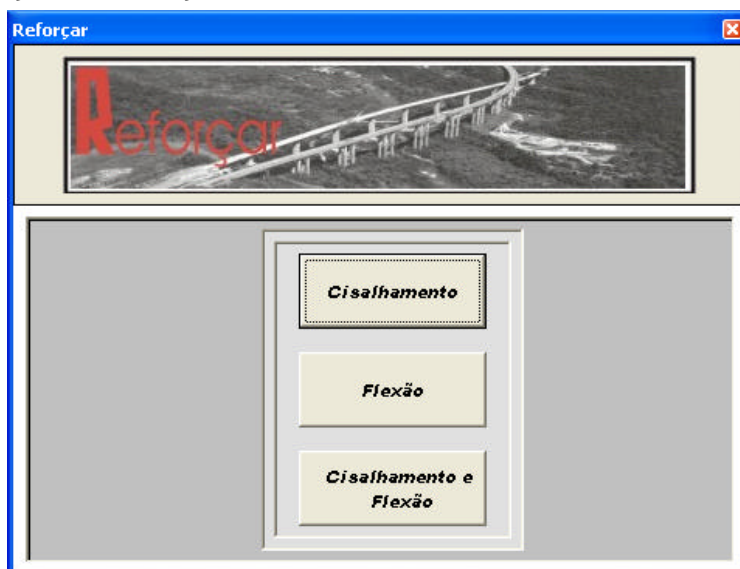 Reforçar
Reforçar
Cisalhamento
Flexão
Cisalhamento e
Flexão